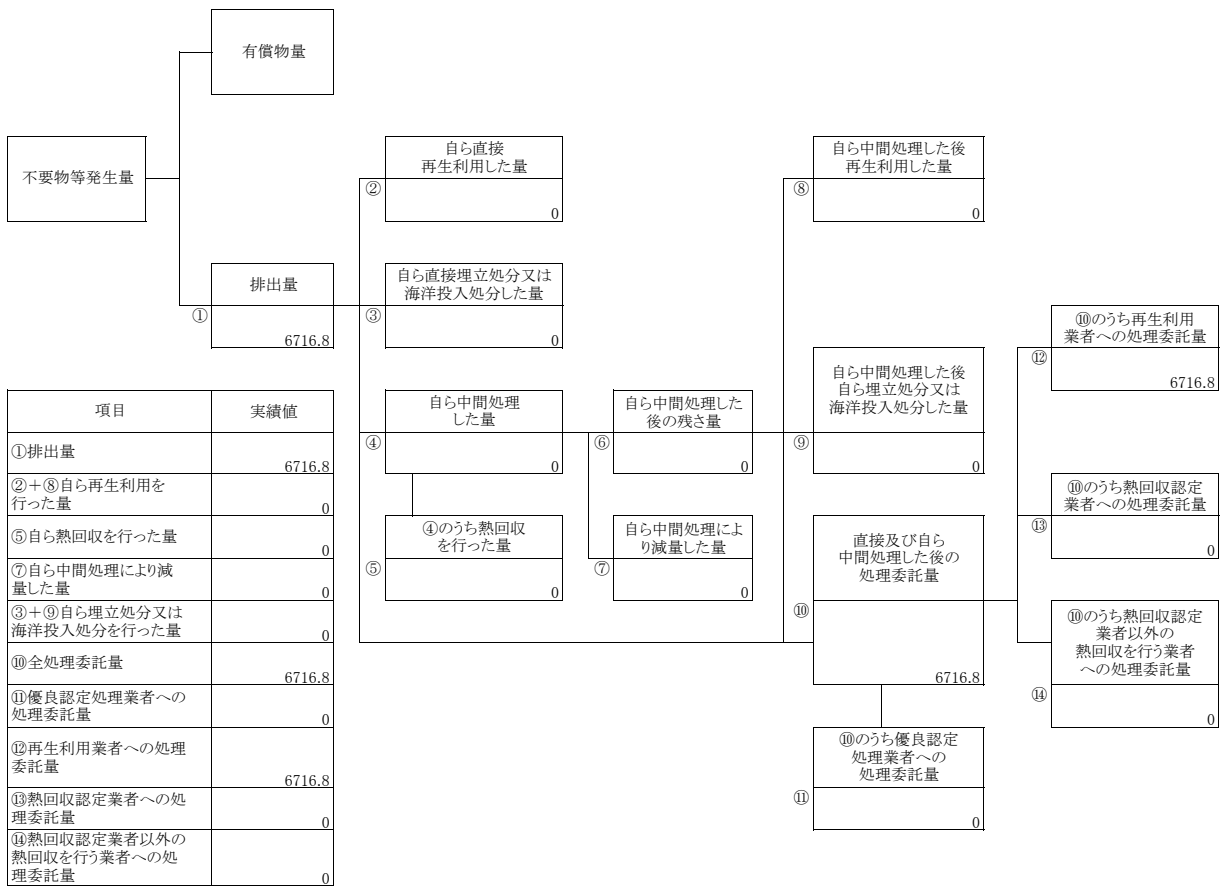 有償物量
不要物等発生量
排出量
①
6716.8
自ら直接
再生利用した量
②
0
自ら直接埋立処分又は
海洋投入処分した量
③
0
自ら中間処理
した量
④
0
④のうち熱回収
を行った量
⑤
0
自ら中間処理した
後の残さ量
⑥
0
自ら中間処理によ
り減量した量
⑦
0
自ら中間処理した後
再生利用した量
⑧
0
自ら中間処理した後
自ら埋立処分又は
海洋投入処分した量
⑨
0
直接及び自ら
中間処理した後の
処理委託量
⑩
6716.8
⑩のうち優良認定
処理業者への
処理委託量
⑪
0
⑩のうち再生利用
業者への処理委託量
⑫
6716.8
⑩のうち熱回収認定
業者への処理委託量
⑬
0
⑩のうち熱回収認定
業者以外の
熱回収を行う業者
への処理委託量
⑭
0
項目 実績値
①排出量
6716.8
②＋⑧自ら再生利用を
行った量
0
⑤自ら熱回収を行った量
0
⑦自ら中間処理により減
量した量
0
③＋⑨自ら埋立処分又は
海洋投入処分を行った量
0
⑩全処理委託量
6716.8
⑪優良認定処理業者への
処理委託量
0
⑫再生利用業者への処理
委託量
6716.8
⑬熱回収認定業者への処
理委託量
0
⑭熱回収認定業者以外の
熱回収を行う業者への処
理委託量
0